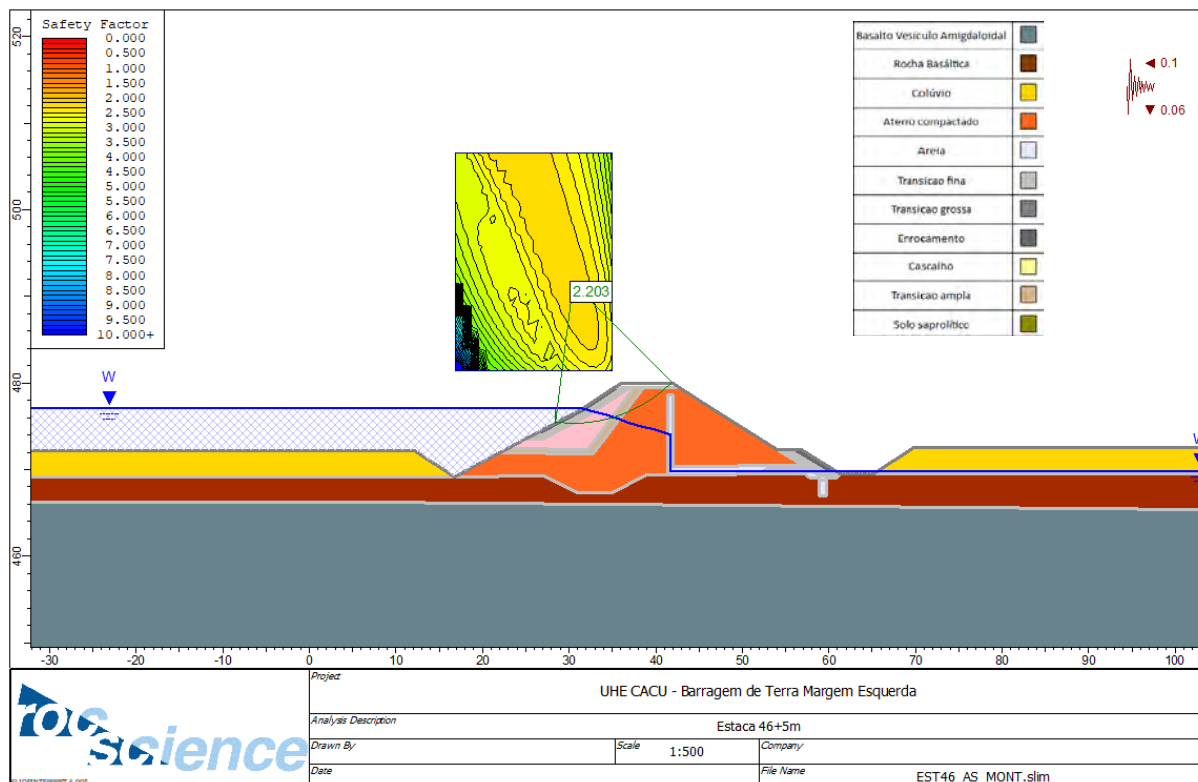 Safety Factor
0.000
0.500
1.000
1.500
2.000
2.500
3.000
3.500
4.000
4.500
5.000
5.500
6.000
6.500
7.000
7.500
8.000
8.500
9.000
9.500
10.000+
Basalto Vesículo Amigdaloidal
Rocha Basáltica
Colúvio
Aterro compactado
Areia
Transicao fina
Transicao grossa
Enrocamento
Cascalho
Transicao ampla
Solo saprolítico
0.1
0.06
520
500
480
460
2.203
W
W
-30 -20 -10 0 10 20 30 40 50 60 70 80 90 100
rocscience
Project
UHE CACU - Barragem de Terra Margem Esquerda
Analysis Description
Estaca 46+5m
Drawn By
Scale
1:500
Company
Date
File Name
EST46 AS MONT.slim